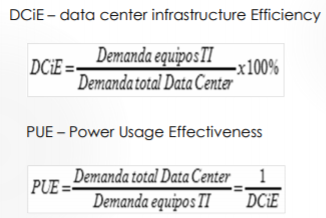 DCiE – data center infrastructure Efficiency
DCiE = Demanda equipos TI / Demanda total Data Center x100%
PUE – Power Usage Effectiveness
PUE = Demanda total Data Center / Demanda equipos TI = 1 / DCiE